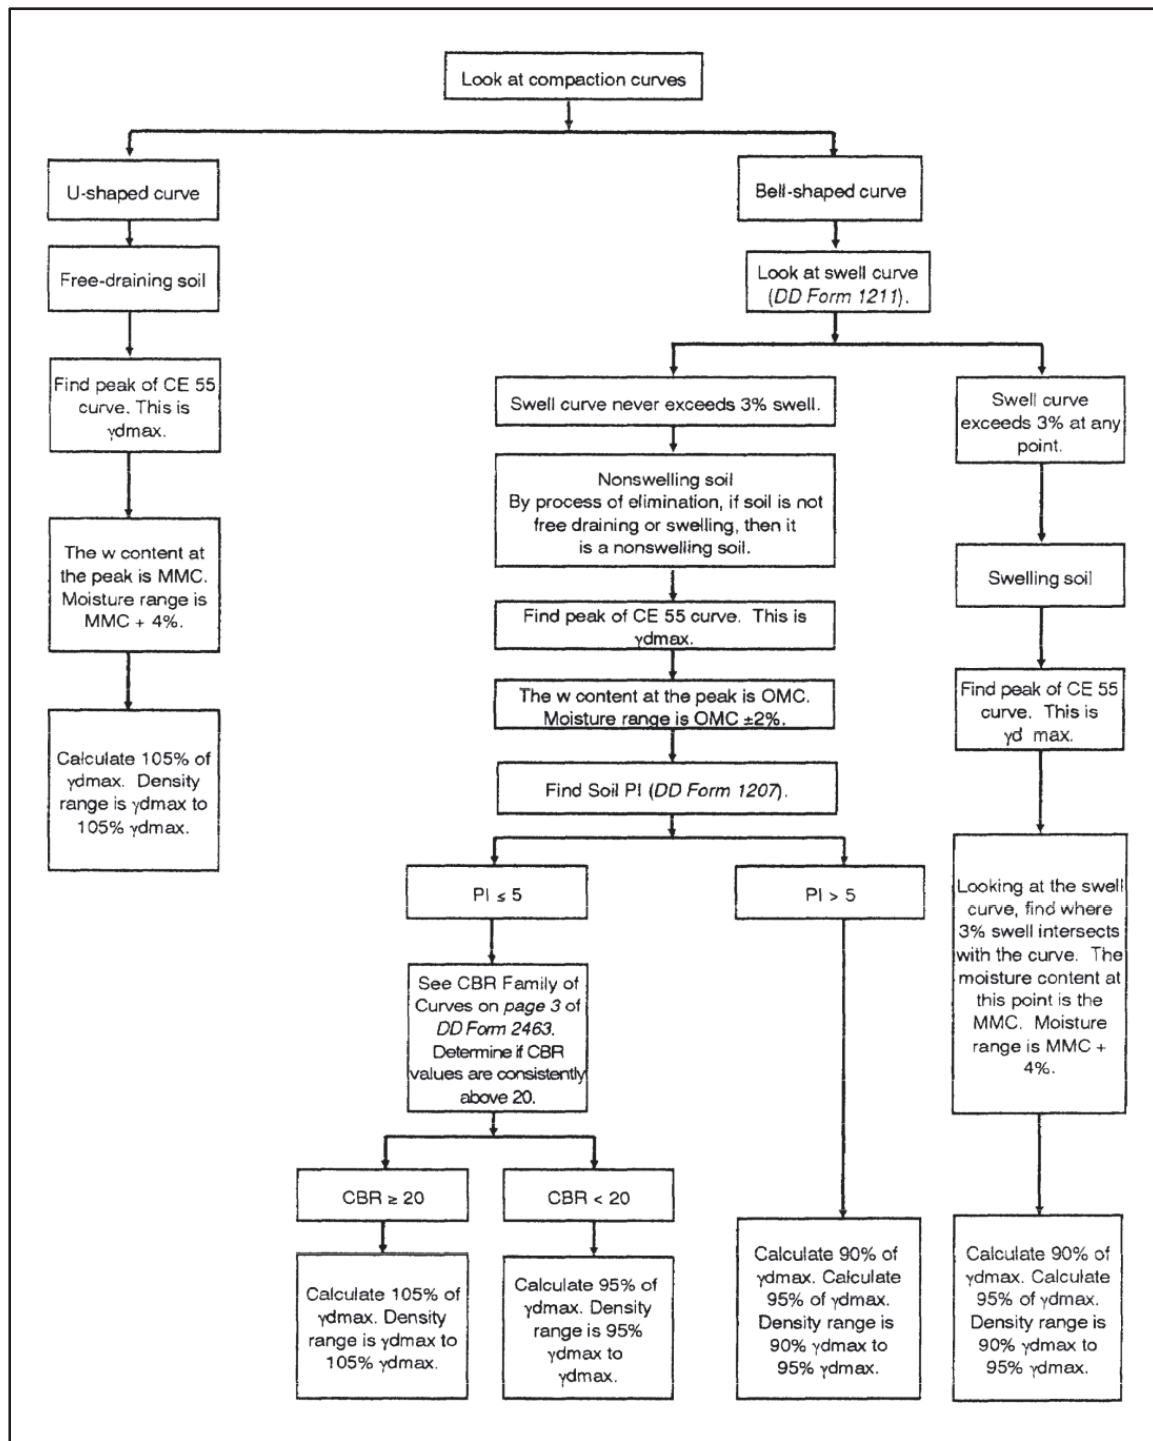 Look at compaction curves
U-shaped curve
Bell-shaped curve
Free-draining soil
Look at swell curve
(DD Form 1211).
Find peak of CE 55
curve. This is
γdmax.
Swell curve never exceeds 3% swell.
Swell curve
exceeds 3% at any
point.
Nonswelling soil
By process of elimination, if soil is not
free draining or swelling, then it
is a nonswelling soil.
The w content at
the peak is MMC.
Moisture range is
MMC + 4%.
Swelling soil
Find peak of CE 55 curve. This is
γdmax.
The w content at the peak is OMC.
Moisture range is OMC ±2%.
Find peak of CE 55
curve. This is
γd max.
Calculate 105% of
γdmax. Density
range is γdmax to
105% γdmax.
Find Soil PI (DD Form 1207).
PI ≤ 5
PI > 5
Looking at the swell
curve, find where
3% swell intersects
with the curve. The
moisture content at
this point is the
MMC. Moisture
range is MMC +
4%.
See CBR Family of
Curves on page 3 of
DD Form 2463.
Determine if CBR
values are consistently
above 20.
CBR ≥ 20
CBR < 20
Calculate 105% of
γdmax. Density
range is γdmax to
105% γdmax.
Calculate 95% of
γdmax. Density
range is 95%
γdmax to
γdmax.
Calculate 90% of
γdmax. Calculate
95% of γdmax.
Density range is
90% γdmax to
95% γdmax.
Calculate 90% of
γdmax. Calculate
95% of γdmax.
Density range is
90% γdmax to
95% γdmax.